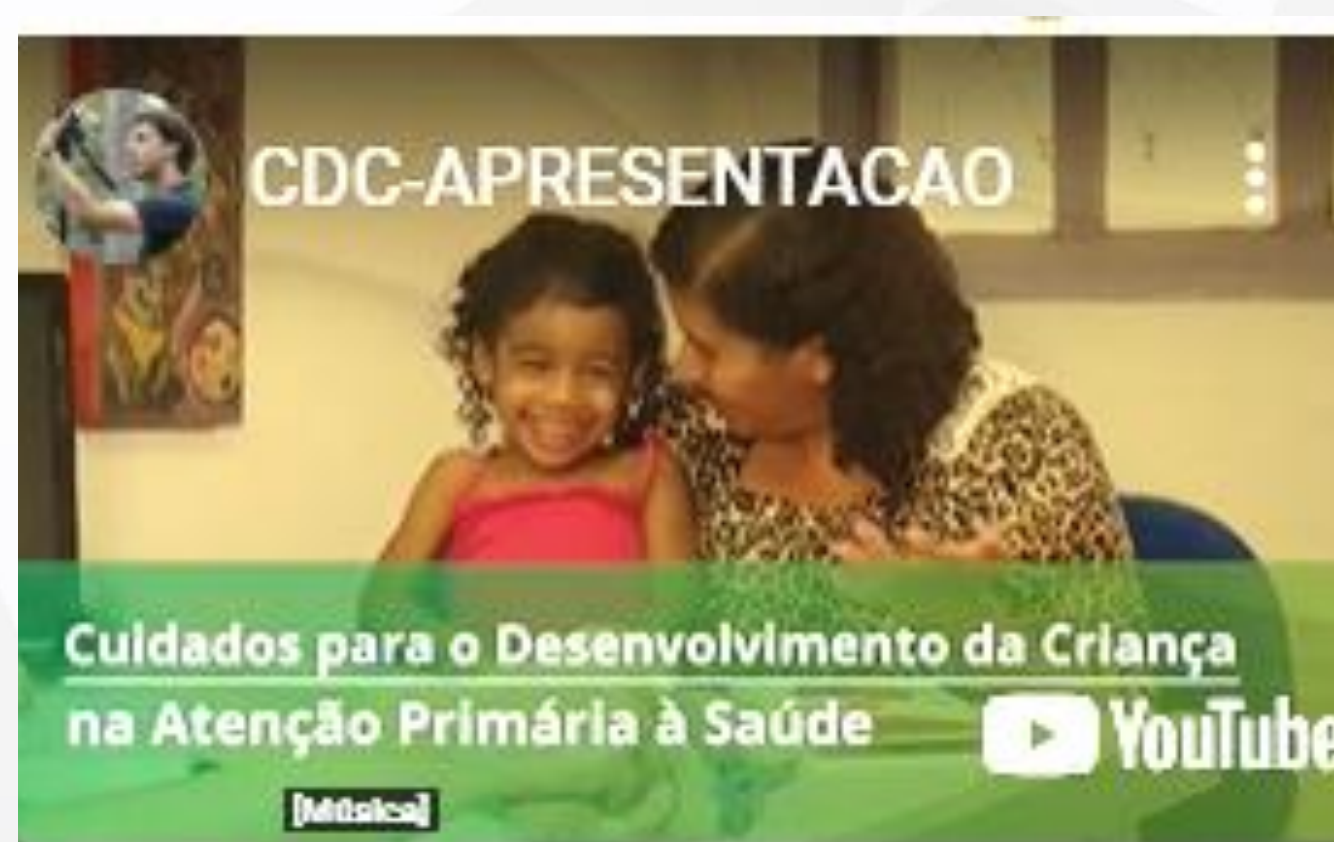 CDC-APRESENTACAO
Cuidados para o Desenvolvimento da Criança
na Atenção Primária à Saúde
YouTube
[Música]